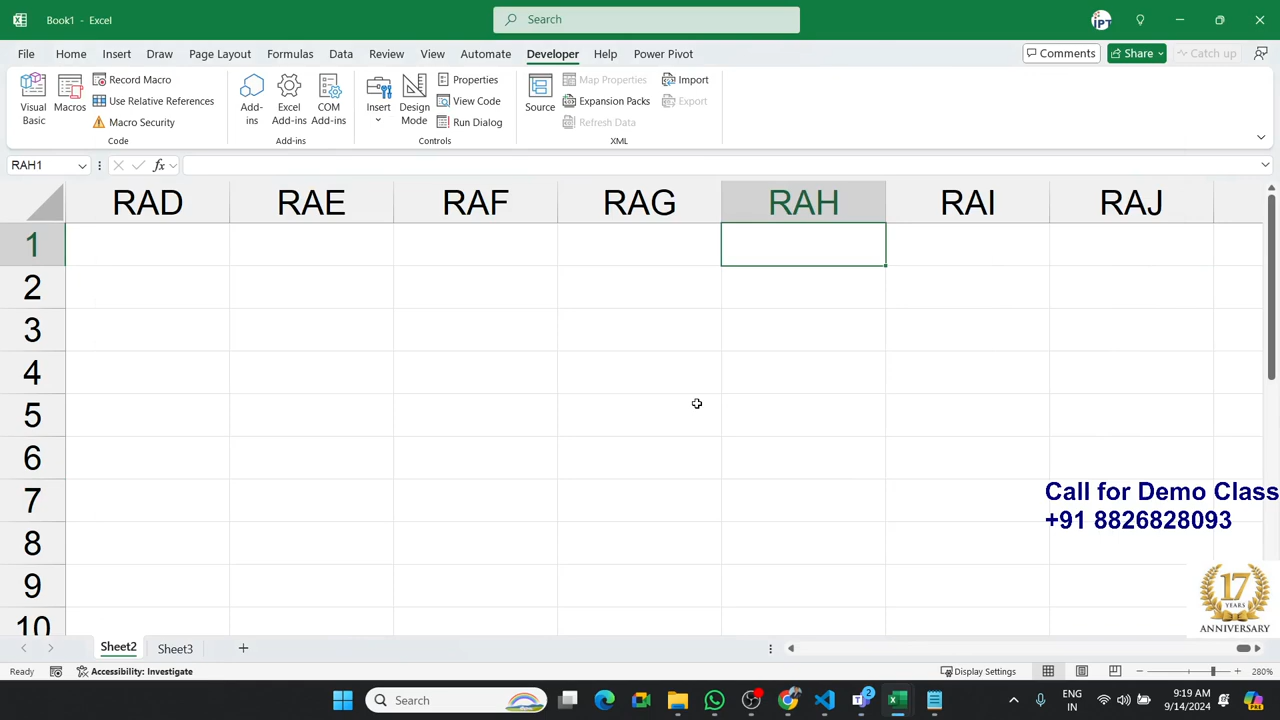 Book1 - Excel
Search
IPT
File Home Insert Draw Page Layout Formulas Data Review View Automate Developer Help Power Pivot
Comments Share Catch up
Visual Basic
Macros
Record Macro
Use Relative References
Macro Security
Code
Add-ins
Excel Add-ins
COM Add-ins
Add-ins
Insert
Design Mode
Properties
View Code
Run Dialog
Controls
Source
Map Properties
Expansion Packs
Refresh Data
Import
Export
XML
RAH1
fx
RAD RAE RAF RAG RAH RAI RAJ
1
2
3
4
5
6
7
8
9
10
Call for Demo Class
+91 8826828093
17
YEARS
ANNIVERSARY
Sheet2 Sheet3
Ready Accessibility: Investigate Display Settings 280%
Search
2
ENG
IN
9:19 AM
9/14/2024
PRE